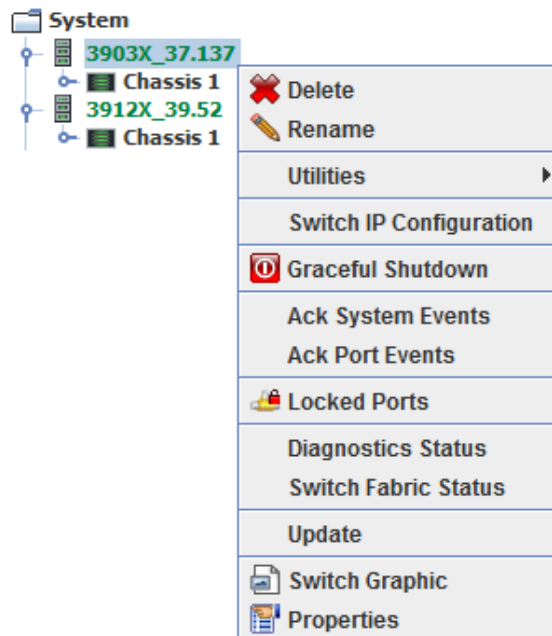 System
3903X_37.137
Chassis 1
3912X_39.52
Chassis 1
Delete
Rename
Utilities
Switch IP Configuration
Graceful Shutdown
Ack System Events
Ack Port Events
Locked Ports
Diagnostics Status
Switch Fabric Status
Update
Switch Graphic
Properties